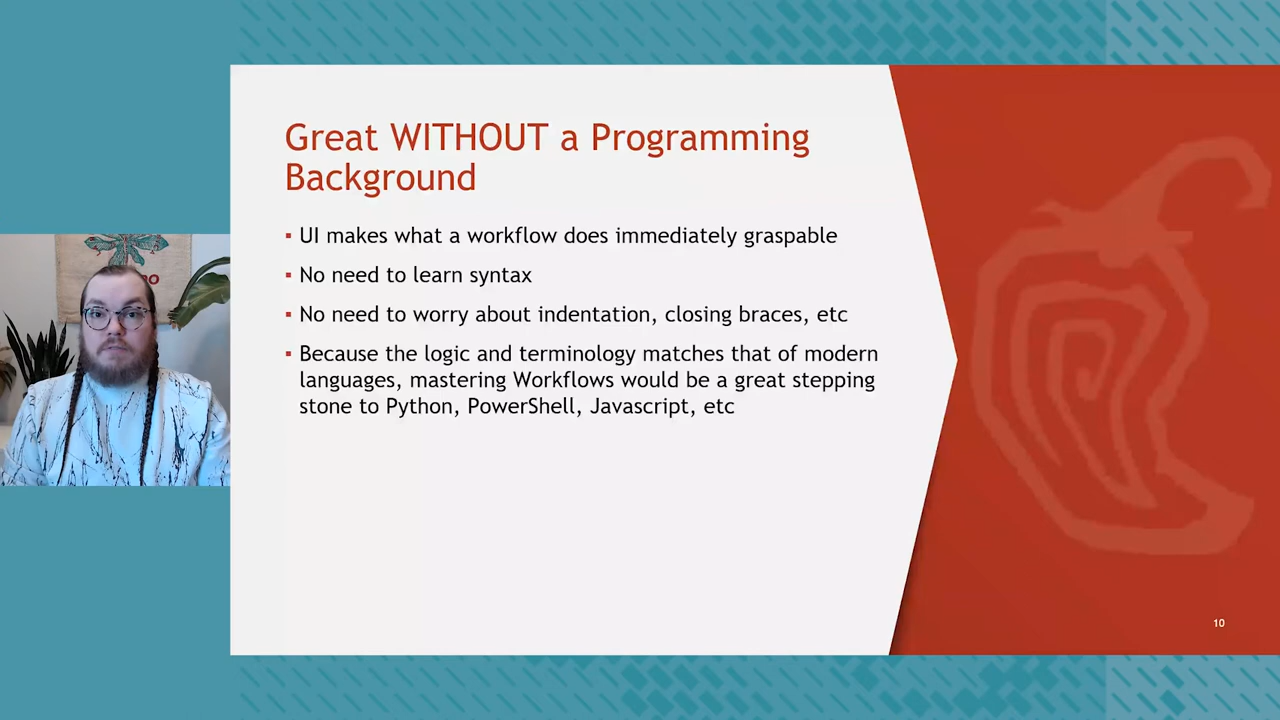 Great WITHOUT a Programming
Background
▪ UI makes what a workflow does immediately graspable
▪ No need to learn syntax
▪ No need to worry about indentation, closing braces, etc
▪ Because the logic and terminology matches that of modern
languages, mastering Workflows would be a great stepping
stone to Python, PowerShell, Javascript, etc
10